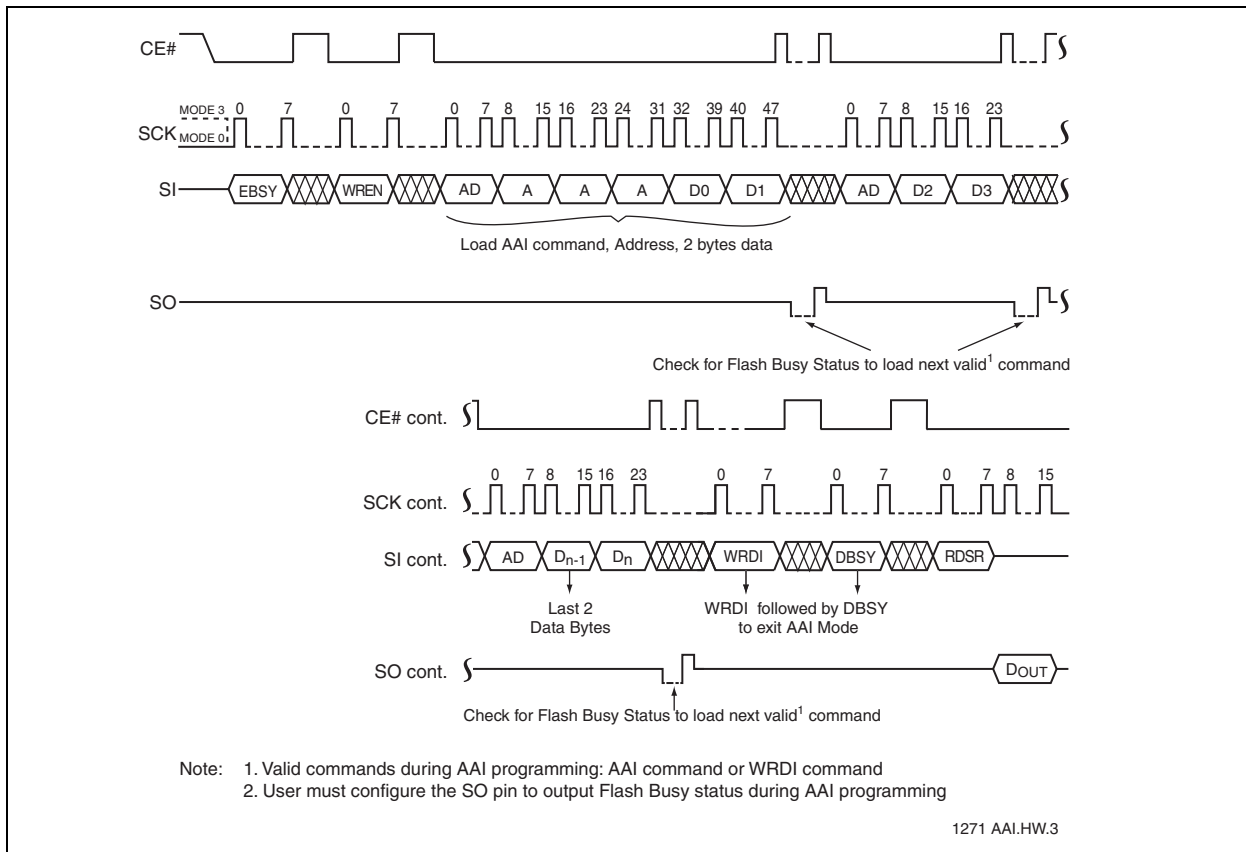 CE#
MODE 3 0 7 0 7 0 7 8 15 16 23 24 31 32 39 40 47 0 7 8 15 16 23
SCK MODE 0
SI EBSY WREN AD A A A D0 D1 AD D2 D3
Load AAI command, Address, 2 bytes data
SO
Check for Flash Busy Status to load next valid1 command
CE# cont.
0 7 8 15 16 23 0 7 0 7 0 7 8 15
SCK cont.
SI cont. AD Dn-1 Dn WRDI DBSY RDSR
Last 2 WRDI followed by DBSY
Data Bytes to exit AAI Mode
SO cont. DOUT
Check for Flash Busy Status to load next valid1 command
Note: 1. Valid commands during AAI programming: AAI command or WRDI command
2. User must configure the SO pin to output Flash Busy status during AAI programming
1271 AAI.HW.3